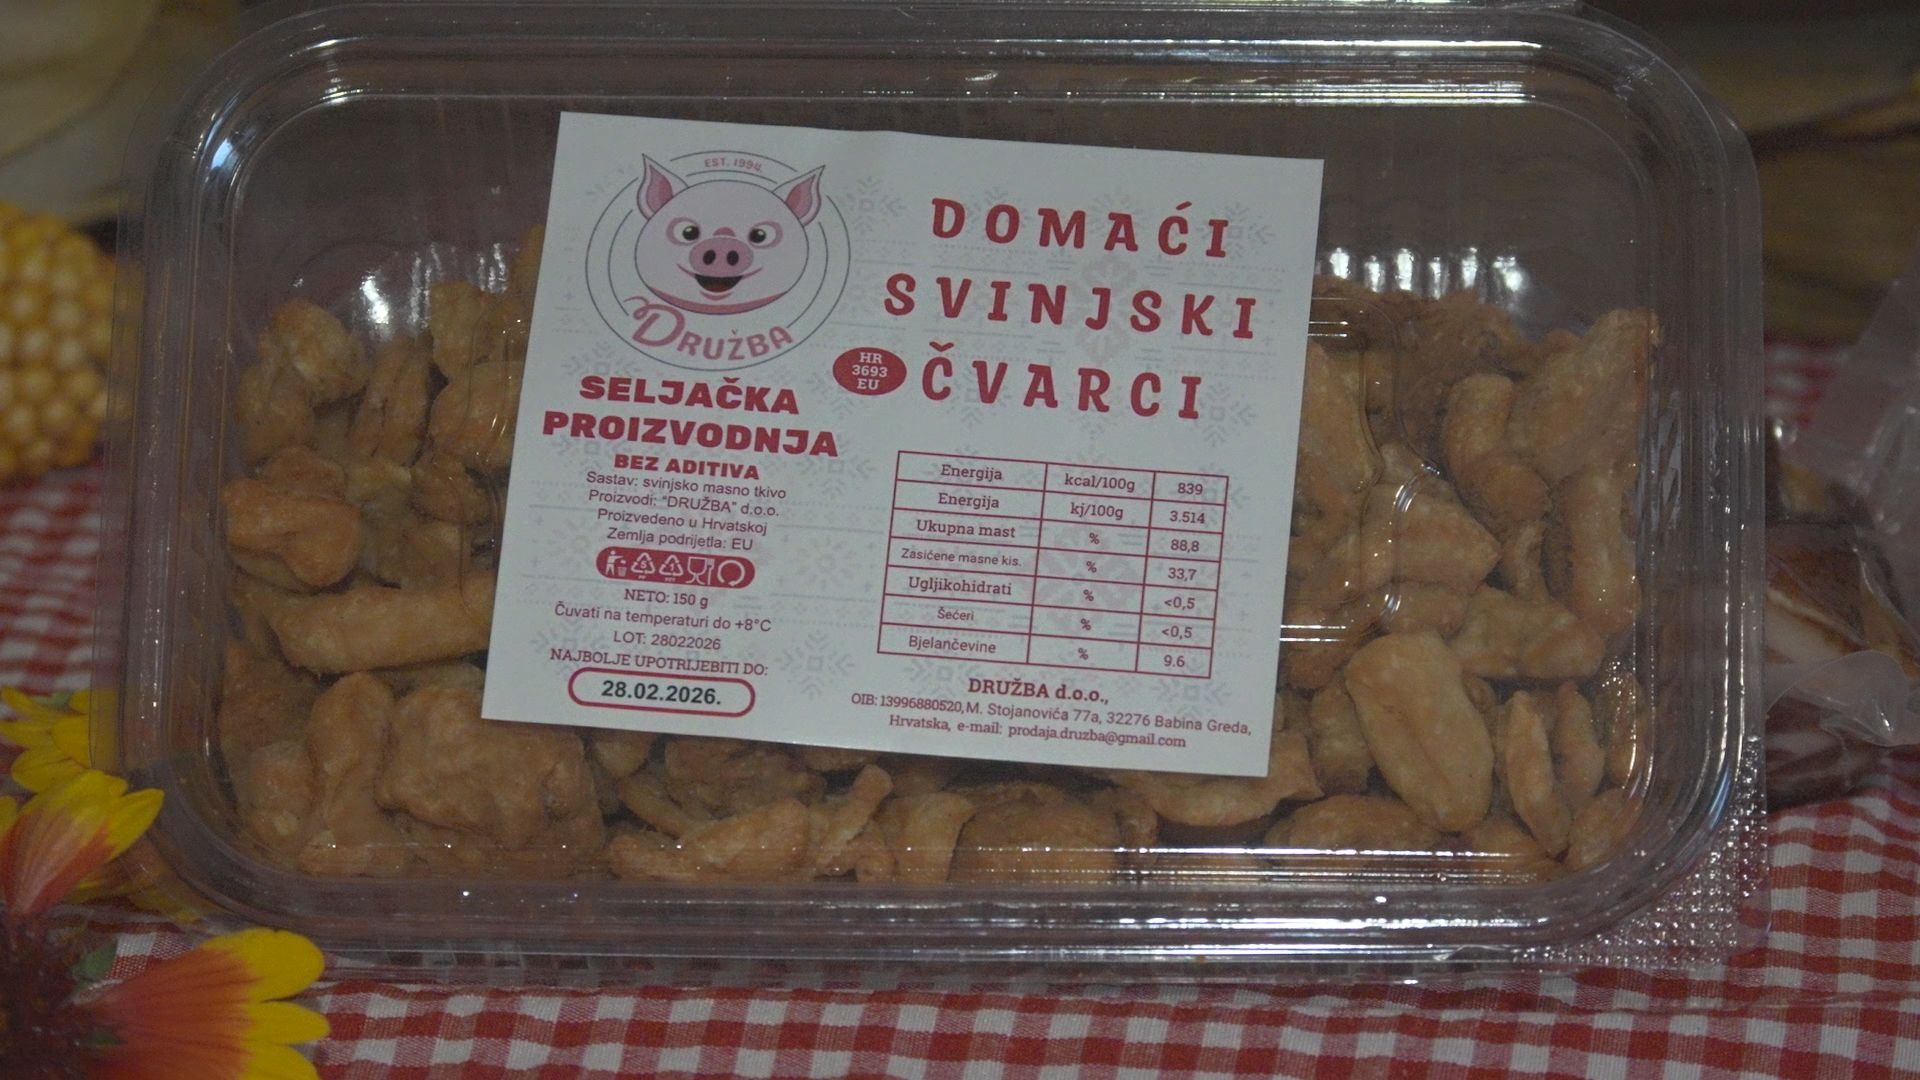 EST. 1994.
DRUŽBA
SELJAČKA
PROIZVODNJA
BEZ ADITIVA
Sastav: svinjsko masno tkivo
Proizvodi: "DRUŽBA" d.o.o.
Proizvedeno u Hrvatskoj
Zemlja podrijetla: EU
NETO: 150 g
Čuvati na temperaturi do +8°C
LOT: 28022026
NAJBOLJE UPOTRIJEBITI DO:
28.02.2026.
DOMAĆI
SVINJSKI
ČVARCI
HR
3693
EU
Energija kcal/100g 839
Energija kj/100g 3.514
Ukupna mast % 88,8
Zasićene masne kis. % 33,7
Ugljikohidrati % <0,5
Šećeri % <0,5
Bjelančevine % 9.6
DRUŽBA d.o.o.,
OIB: 13996880520, M. Stojanovića 77a, 32276 Babina Greda,
Hrvatska, e-mail: prodaja.druzba@gmail.com